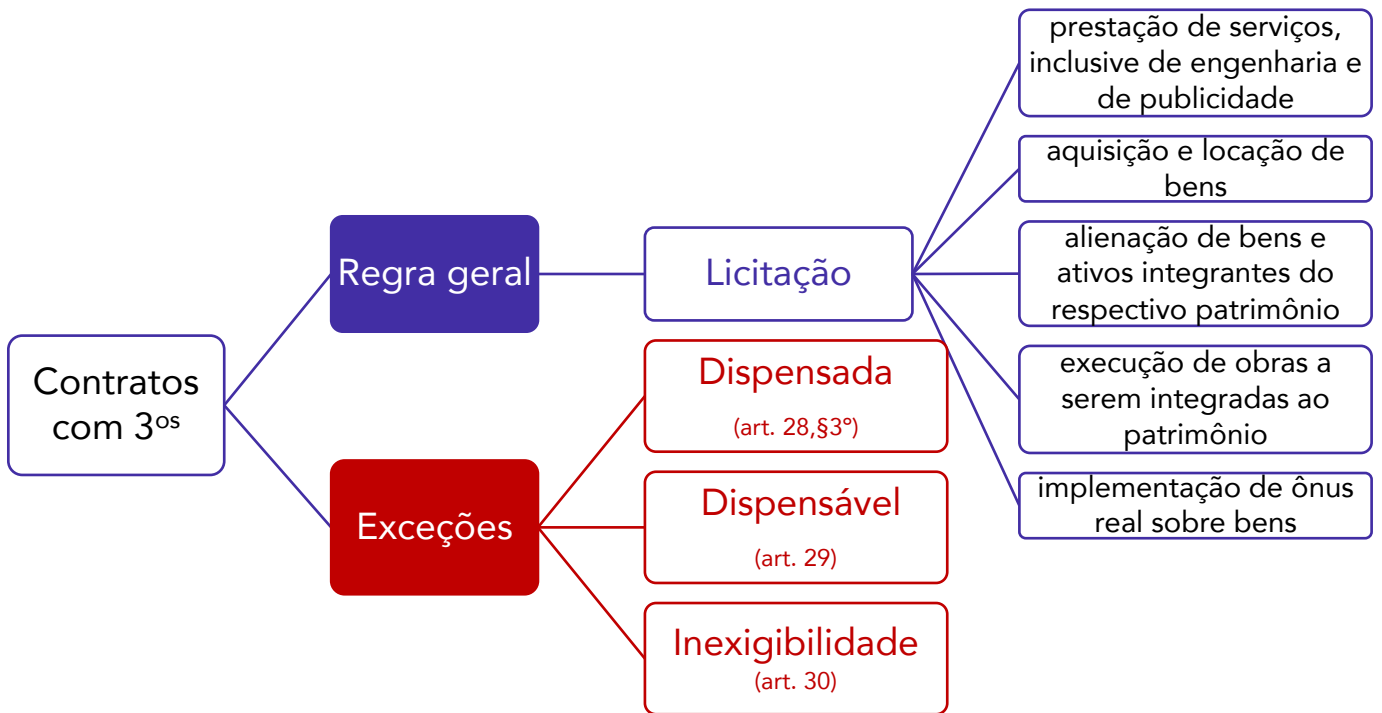 Contratos
com 3ᵒˢ
Regra geral
Licitação
prestação de serviços,
inclusive de engenharia e
de publicidade
aquisição e locação de
bens
alienação de bens e
ativos integrantes do
respectivo patrimônio
execução de obras a
serem integradas ao
patrimônio
implementação de ônus
real sobre bens
Exceções
Dispensada
(art. 28,§3°)
Dispensável
(art. 29)
Inexigibilidade
(art. 30)